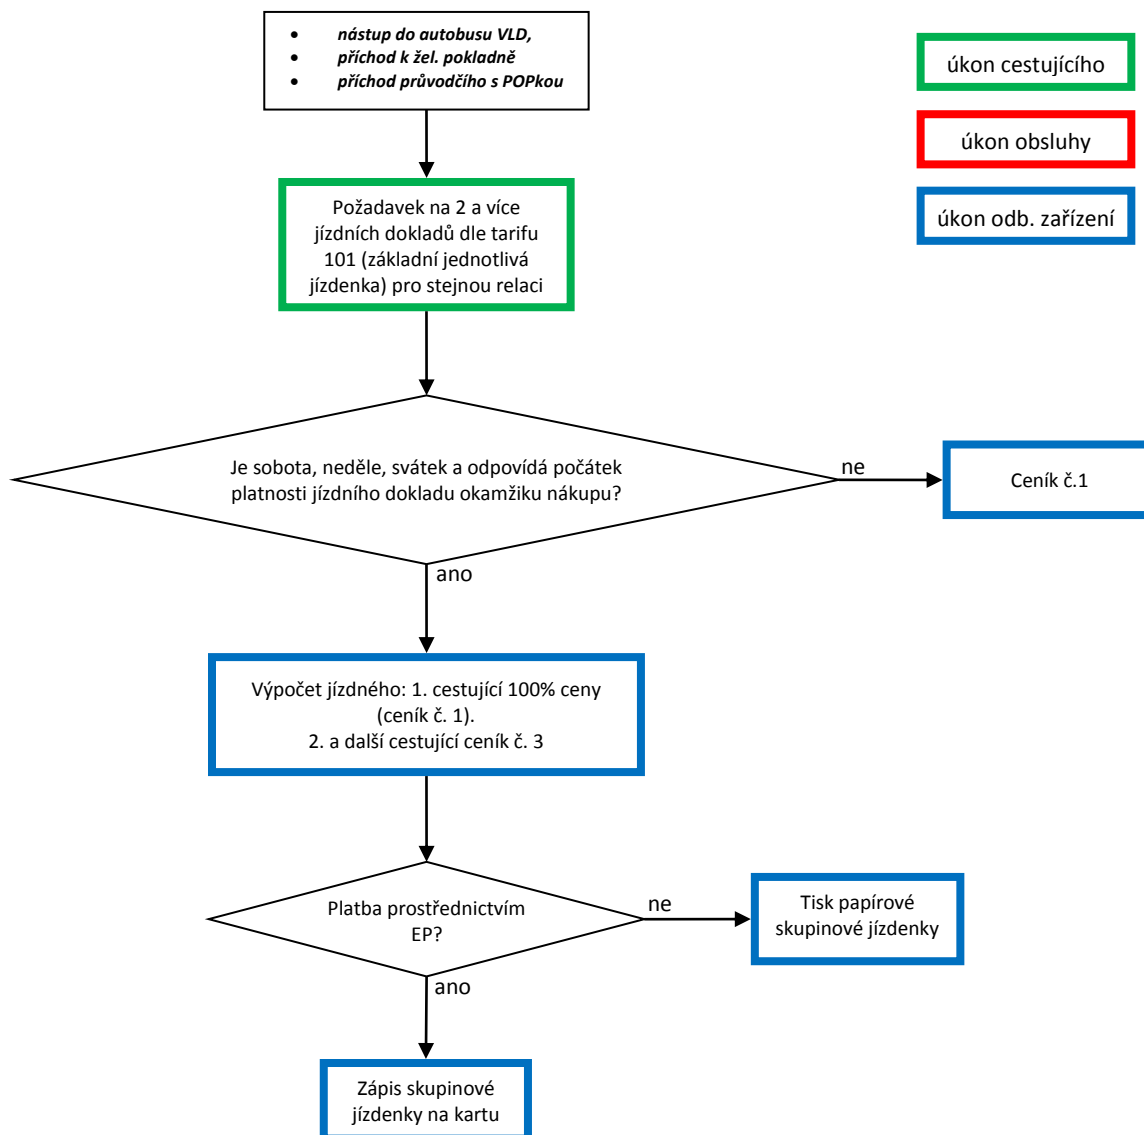 • nástup do autobusu VLD,
• příchod k žel. pokladně
• příchod průvodčího s POPkou
úkon cestujícího
úkon obsluhy
úkon odb. zařízení
Požadavek na 2 a více
jízdních dokladů dle tarifu
101 (základní jednotlivá
jízdenka) pro stejnou relaci
Je sobota, neděle, svátek a odpovídá počátek
platnosti jízdního dokladu okamžiku nákupu?
ne
Ceník č.1
ano
Výpočet jízdného: 1. cestující 100% ceny
(ceník č. 1).
2. a další cestující ceník č. 3
Platba prostřednictvím
EP?
ne
Tisk papírové
skupinové jízdenky
ano
Zápis skupinové
jízdenky na kartu